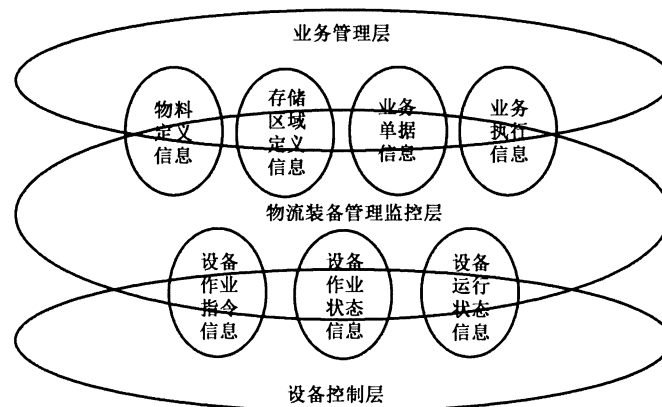 业务管理层
物料
定义
信息
存储
区域
定义
信息
业务
单据
信息
业务
执行
信息
物流装备管理监控层
设备
作业
指令
信息
设备
作业
状态
信息
设备
运行
状态
信息
设备控制层